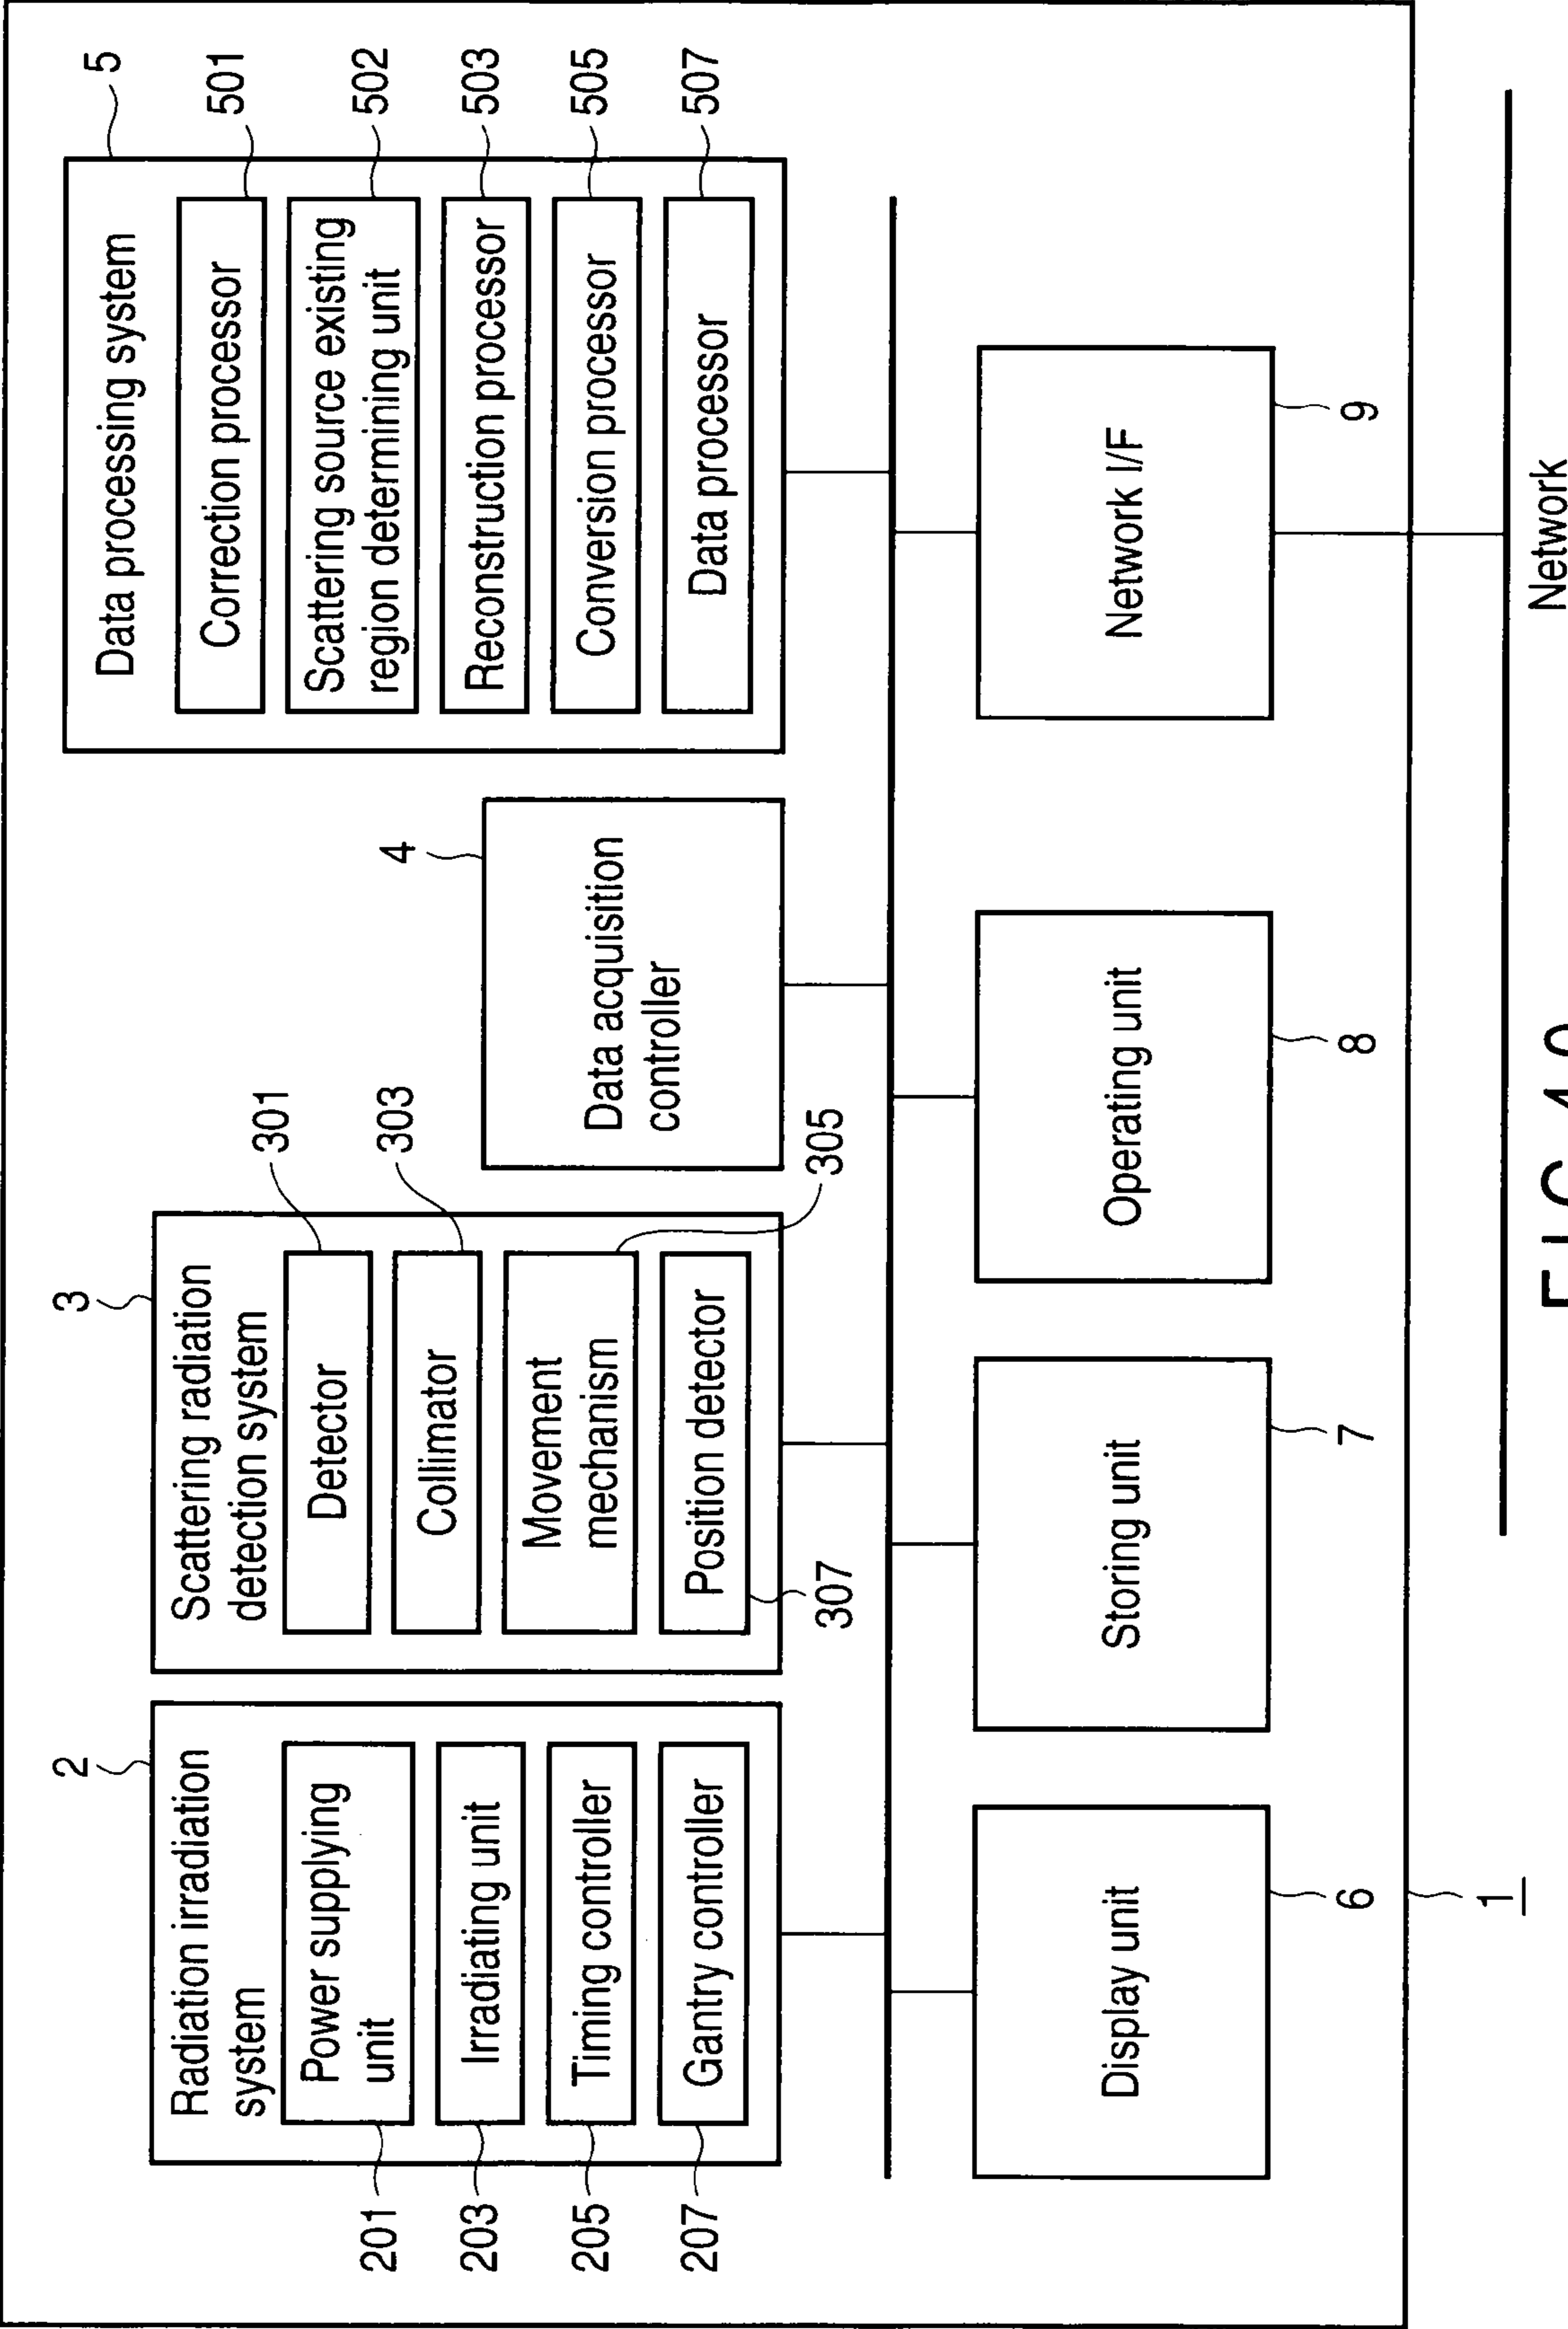 2
Radiation irradiation
system
Power supplying
unit
201
Irradiating unit
203
Timing controller
205
Gantry controller
207
3
Scattering radiation
detection system
Detector
301
Collimator
303
Movement
mechanism
305
Position detector
307
4
Data acquisition
controller
5
Data processing system
Correction processor
501
Scattering source existing
region determining unit
502
Reconstruction processor
503
Conversion processor
505
Data processor
507
Display unit
6
Storing unit
7
Operating unit
8
Network I/F
9
1
Network